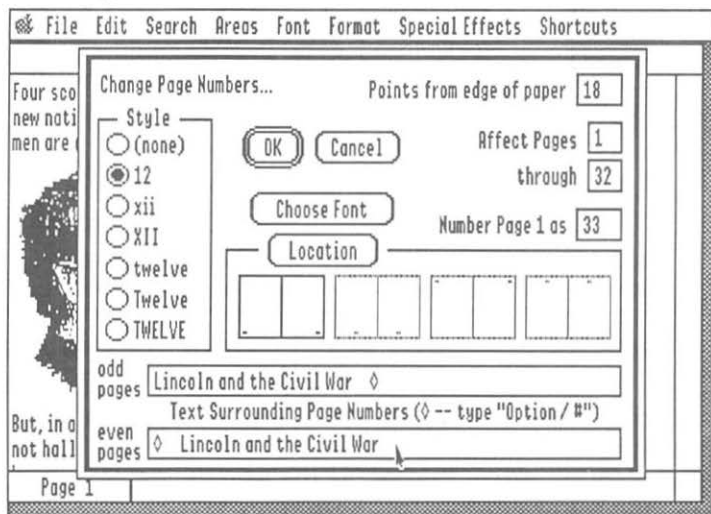 File Edit Search Areas Font Format Special Effects Shortcuts
Four sco
new nati
men are
Change Page Numbers...
Points from edge of paper 18
Style
(none)
12
xii
XII
twelve
Twelve
TWELVE
OK
Cancel
Affect Pages 1
through 32
Choose Font
Number Page 1 as 33
Location
odd
pages
Lincoln and the Civil War ◊
Text Surrounding Page Numbers (◊ -- type "Option / #")
even
pages
◊ Lincoln and the Civil War
But, in a
not hall
Page 1